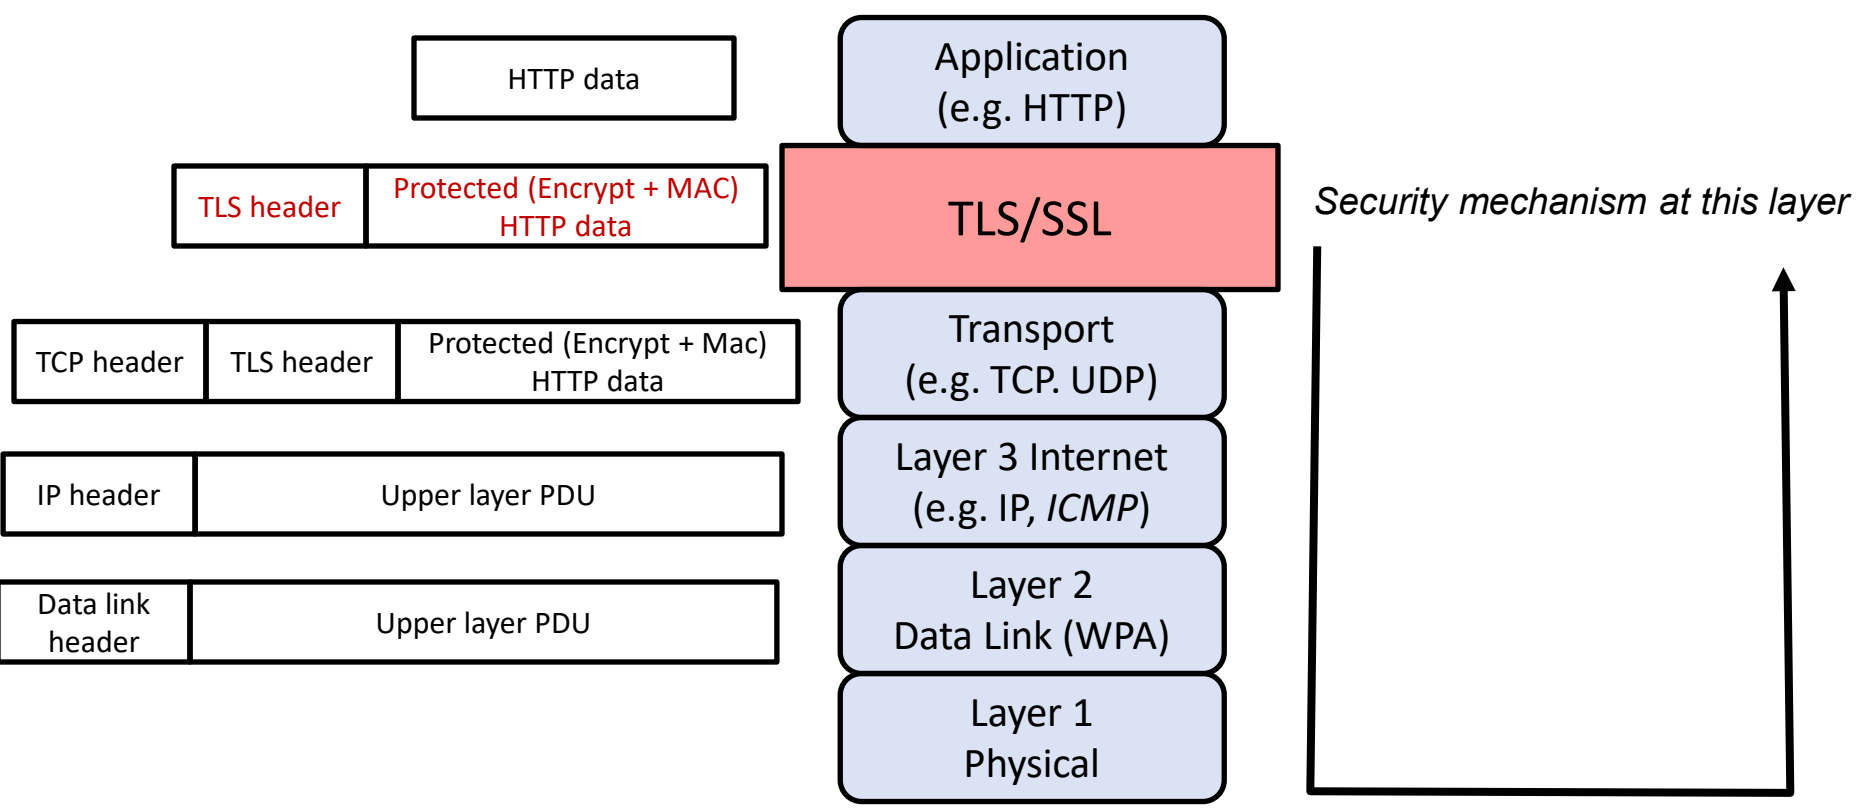 HTTP data
Application
(e.g. HTTP)
TLS header
Protected (Encrypt + MAC)
HTTP data
TLS/SSL
Security mechanism at this layer
TCP header
TLS header
Protected (Encrypt + Mac)
HTTP data
Transport
(e.g. TCP. UDP)
IP header
Upper layer PDU
Layer 3 Internet
(e.g. IP, ICMP)
Data link
header
Upper layer PDU
Layer 2
Data Link (WPA)
Layer 1
Physical